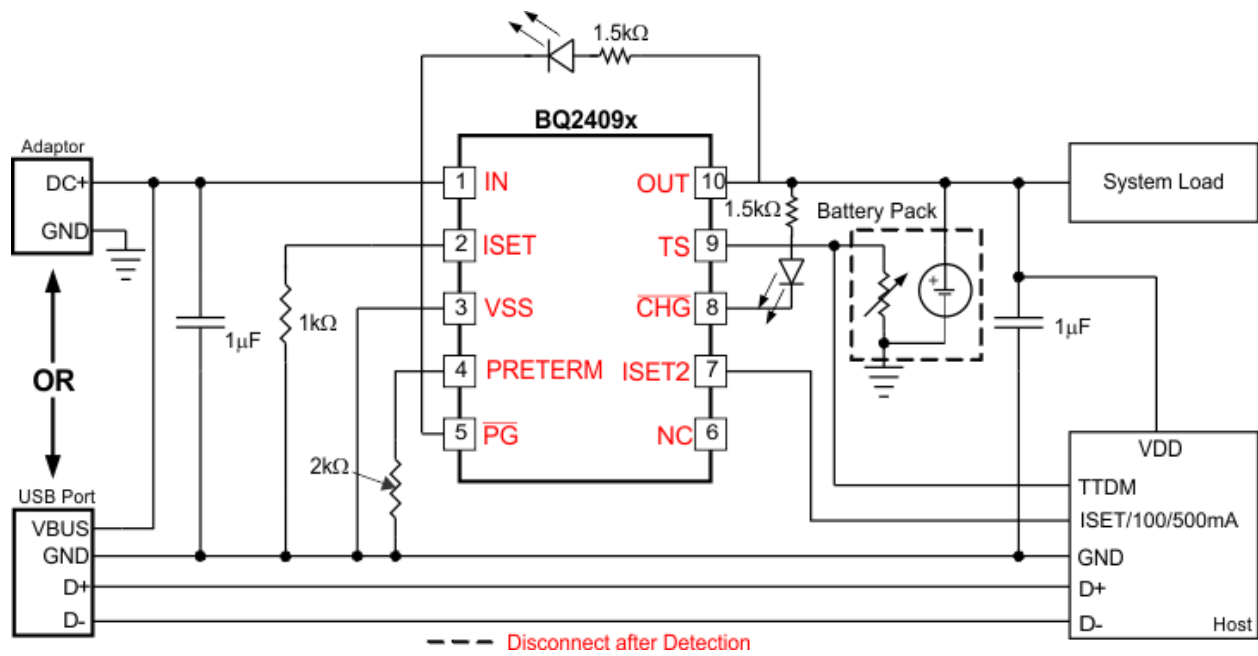 1.5kΩ
BQ2409x
Adaptor
DC+
GND
1
IN
OUT
10
System Load
1.5kΩ
Battery Pack
2
ISET
TS
9
+
3
VSS
CHG
8
1kΩ
1μF
1μF
OR
4
PRETERM
ISET2
7
5
PG
NC
6
2kΩ
VDD
USB Port
TTDM
VBUS
ISET/100/500mA
GND
GND
D+
D+
D-
D-
Host
Disconnect after Detection